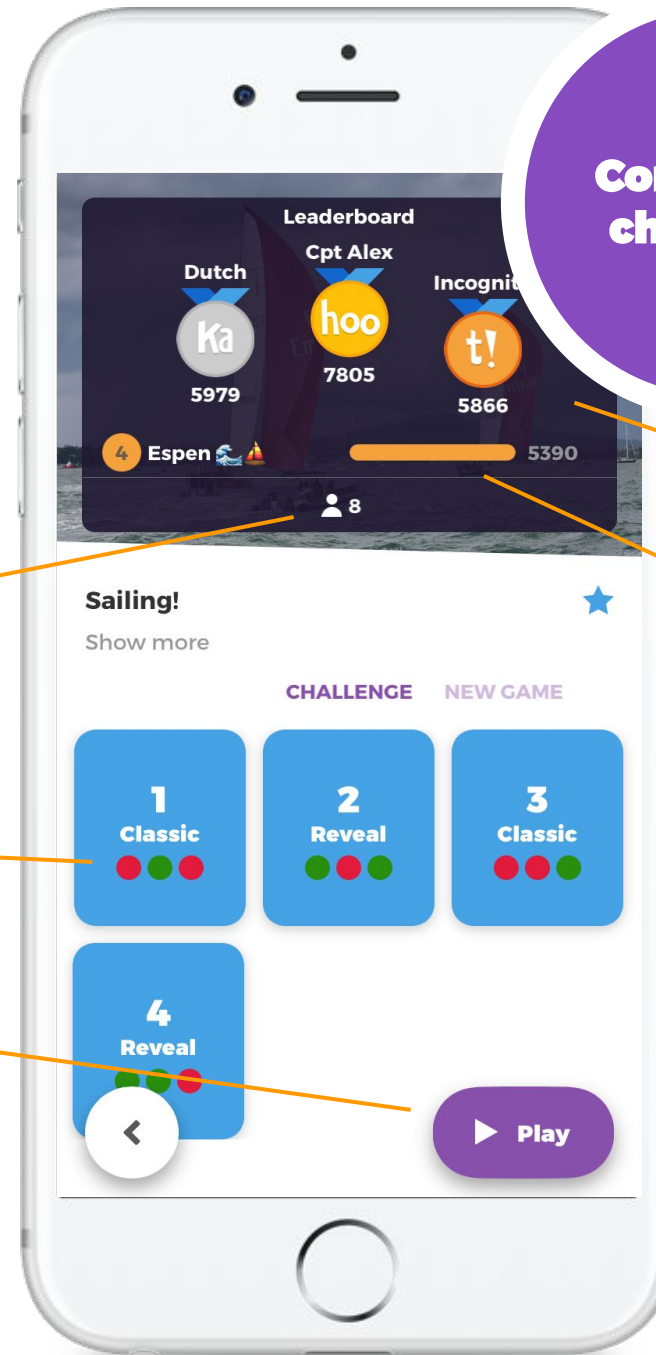 Leaderboard
Cpt Alex
Dutch
Incognit
Ka
hoo
t!
5979
7805
5866
4 Espen 🌊⛵ 5390
8
Sailing!
Show more
CHALLENGE NEW GAME
1
Classic
2
Reveal
3
Classic
4
Reveal
Play